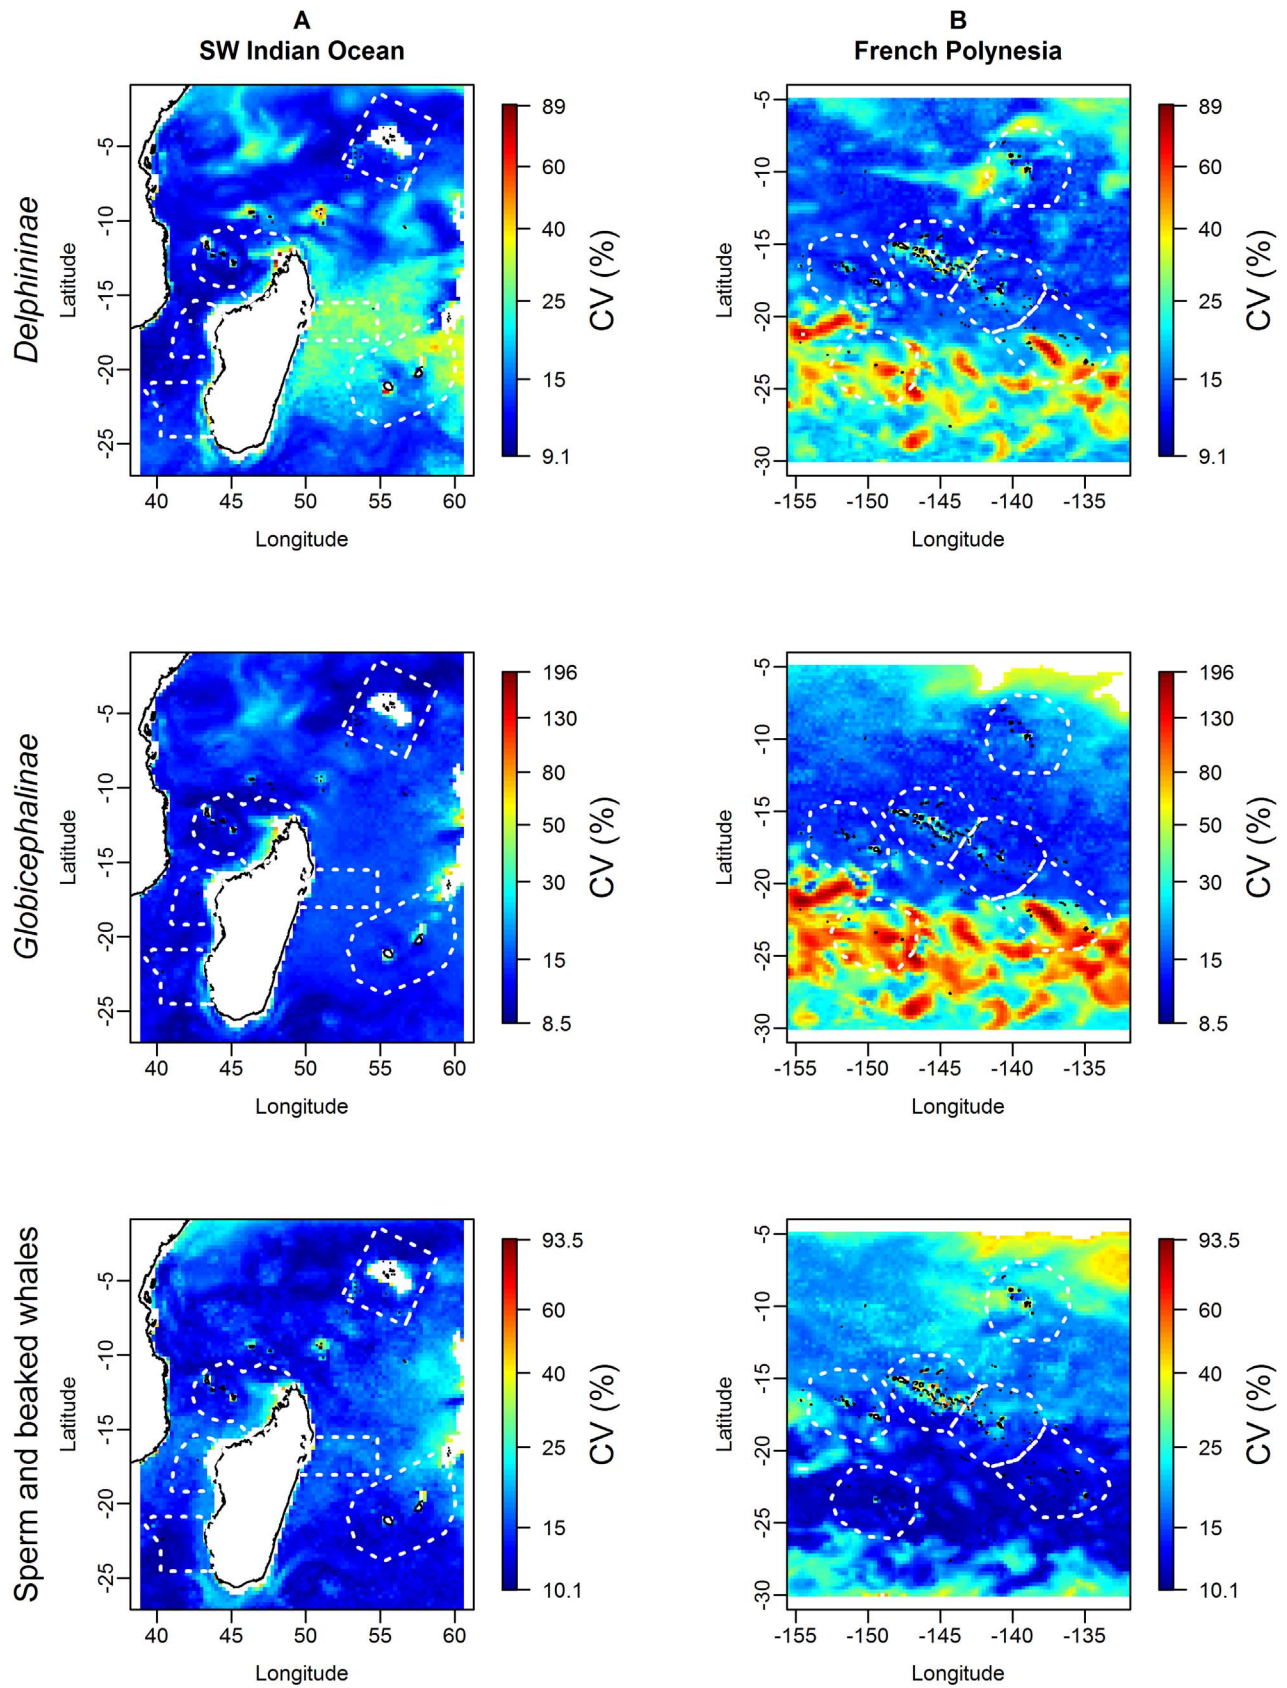 A
SW Indian Ocean
B
French Polynesia
Delphininae
Latitude
-5
-10
-15
-20
-25
40 45 50 55 60
Longitude
89
60
40
25
15
9.1
CV (%)
Latitude
-5
-10
-15
-20
-25
-30
-155 -150 -145 -140 -135
Longitude
89
60
40
25
15
9.1
CV (%)
Globicephalinae
Latitude
-5
-10
-15
-20
-25
40 45 50 55 60
Longitude
196
130
80
50
30
15
8.5
CV (%)
Latitude
-5
-10
-15
-20
-25
-30
-155 -150 -145 -140 -135
Longitude
196
130
80
50
30
15
8.5
CV (%)
Sperm and beaked whales
Latitude
-5
-10
-15
-20
-25
40 45 50 55 60
Longitude
93.5
60
40
25
15
10.1
CV (%)
Latitude
-5
-10
-15
-20
-25
-30
-155 -150 -145 -140 -135
Longitude
93.5
60
40
25
15
10.1
CV (%)